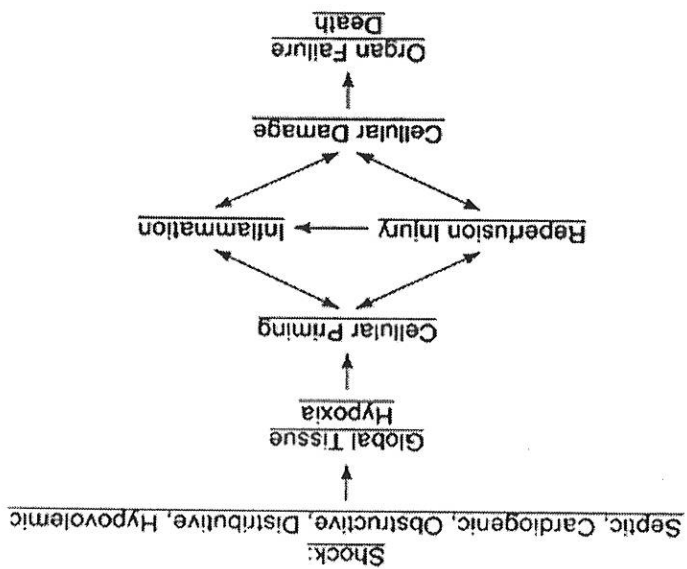 Shock:
Septic, Cardiogenic, Obstructive, Distributive, Hypovolemic
Global Tissue
Hypoxia
Cellular Priming
Reperfusion Injury
Inflammation
Cellular Damage
Organ Failure
Death